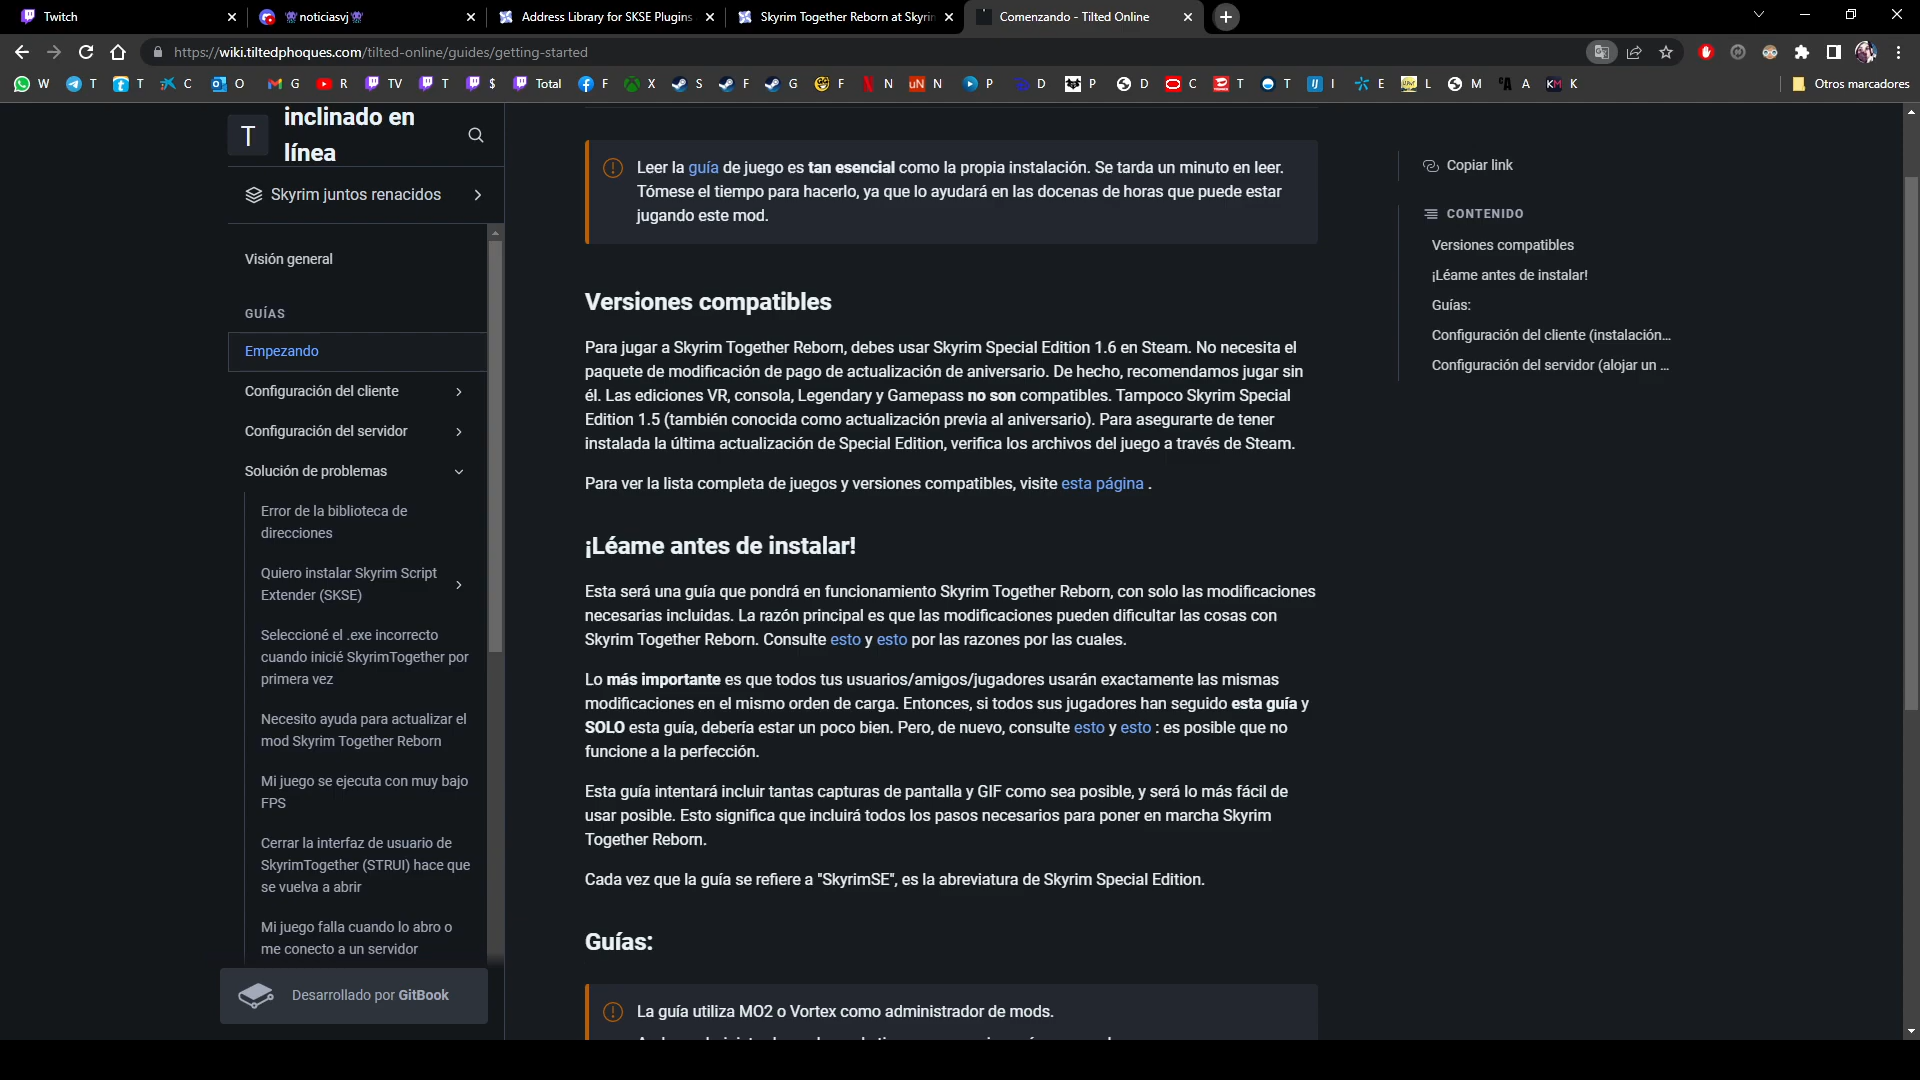 Twitch
noticiasvj
Address Library for SKSE Plugins
Skyrim Together Reborn at Skyrim
Comenzando - Tilted Online
https://wiki.tiltedphoques.com/tilted-online/guides/getting-started
W T T C O G R TV T $ Total F X S F G F N N P D P D C T T I E L M A K
Otros marcadores
T
inclinado en
línea
Skyrim juntos renacidos
Visión general
GUÍAS
Empezando
Configuración del cliente
Configuración del servidor
Solución de problemas
Error de la biblioteca de
direcciones
Quiero instalar Skyrim Script
Extender (SKSE)
Seleccioné el .exe incorrecto
cuando inicié SkyrimTogether por
primera vez
Necesito ayuda para actualizar el
mod Skyrim Together Reborn
Mi juego se ejecuta con muy bajo
FPS
Cerrar la interfaz de usuario de
SkyrimTogether (STRUI) hace que
se vuelva a abrir
Mi juego falla cuando lo abro o
me conecto a un servidor
Desarrollado por GitBook
Leer la guía de juego es tan esencial como la propia instalación. Se tarda un minuto en leer.
Tómese el tiempo para hacerlo, ya que lo ayudará en las docenas de horas que puede estar
jugando este mod.
Versiones compatibles
Para jugar a Skyrim Together Reborn, debes usar Skyrim Special Edition 1.6 en Steam. No necesita el
paquete de modificación de pago de actualización de aniversario. De hecho, recomendamos jugar sin
él. Las ediciones VR, consola, Legendary y Gamepass no son compatibles. Tampoco Skyrim Special
Edition 1.5 (también conocida como actualización previa al aniversario). Para asegurarte de tener
instalada la última actualización de Special Edition, verifica los archivos del juego a través de Steam.
Para ver la lista completa de juegos y versiones compatibles, visite esta página .
¡Léame antes de instalar!
Esta será una guía que pondrá en funcionamiento Skyrim Together Reborn, con solo las modificaciones
necesarias incluidas. La razón principal es que las modificaciones pueden dificultar las cosas con
Skyrim Together Reborn. Consulte esto y esto por las razones por las cuales.
Lo más importante es que todos tus usuarios/amigos/jugadores usarán exactamente las mismas
modificaciones en el mismo orden de carga. Entonces, si todos sus jugadores han seguido esta guía y
SOLO esta guía, debería estar un poco bien. Pero, de nuevo, consulte esto y esto : es posible que no
funcione a la perfección.
Esta guía intentará incluir tantas capturas de pantalla y GIF como sea posible, y será lo más fácil de
usar posible. Esto significa que incluirá todos los pasos necesarios para poner en marcha Skyrim
Together Reborn.
Cada vez que la guía se refiere a "SkyrimSE", es la abreviatura de Skyrim Special Edition.
Guías:
La guía utiliza MO2 o Vortex como administrador de mods.
Copiar link
CONTENIDO
Versiones compatibles
¡Léame antes de instalar!
Guías:
Configuración del cliente (instalación...
Configuración del servidor (alojar un ...